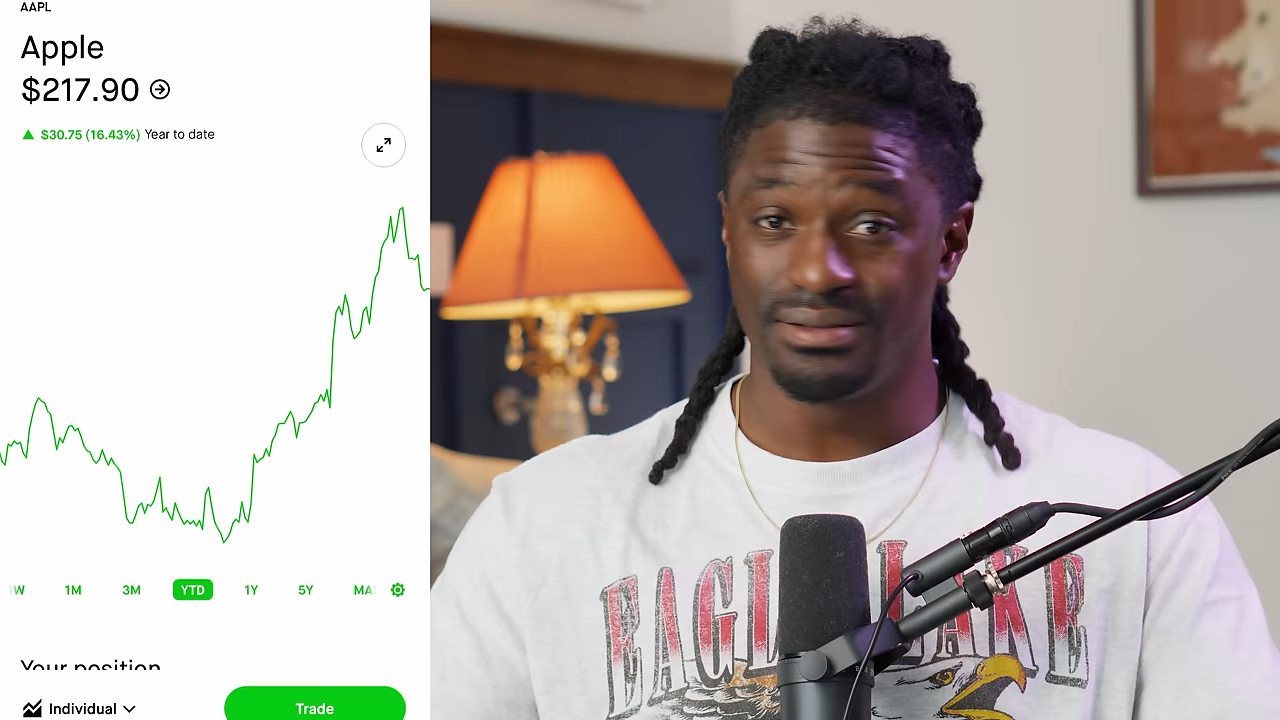 AAPL
Apple
$217.90
$30.75 (16.43%) Year to date
1M 3M YTD 1Y 5Y
Your position
Individual
Trade
EAGLE LAKE